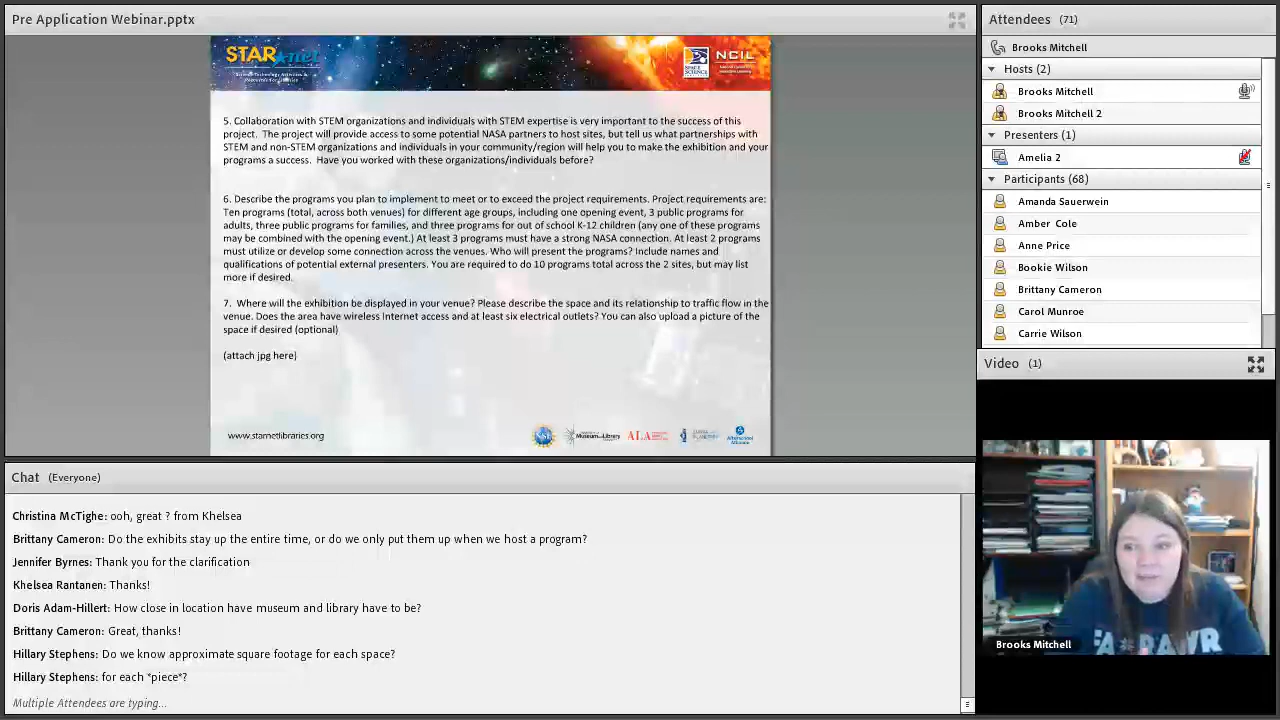 Pre Application Webinar.pptx
STAR
net
Science-Technology Activities &
Resources For Libraries
SPACE
SCIENCE
NCIL
5. Collaboration with STEM organizations and individuals with STEM expertise is very important to the success of this
project. The project will provide access to some potential NASA partners to host sites, but tell us what partnerships with
STEM and non-STEM organizations and individuals in your community/region will help you to make the exhibition and your
programs a success. Have you worked with these organizations/individuals before?
6. Describe the programs you plan to implement to meet or to exceed the project requirements. Project requirements are:
Ten programs (total, across both venues) for different age groups, including one opening event, 3 public programs for
adults, three public programs for families, and three programs for out of school K-12 children (any one of these programs
may be combined with the opening event.) At least 3 programs must have a strong NASA connection. At least 2 programs
must utilize or develop some connection across the venues. Who will present the programs? Include names and
qualifications of potential external presenters. You are required to do 10 programs total across the 2 sites, but may list
more if desired.
7. Where will the exhibition be displayed in your venue? Please describe the space and its relationship to traffic flow in the
venue. Does the area have wireless Internet access and at least six electrical outlets? You can also upload a picture of the
space if desired (optional)
(attach jpg here)
www.starnetlibraries.org
NSF
Museum and Library
ALA
Afterschool
Alliance
Chat (Everyone)
Christina McTighe: ooh, great ? from Khelsea
Brittany Cameron: Do the exhibits stay up the entire time, or do we only put them up when we host a program?
Jennifer Byrnes: Thank you for the clarification
Khelsea Rantanen: Thanks!
Doris Adam-Hillert: How close in location have museum and library have to be?
Brittany Cameron: Great, thanks!
Hillary Stephens: Do we know approximate square footage for each space?
Hillary Stephens: for each *piece*?
Multiple Attendees are typing...
Attendees (71)
Brooks Mitchell
Hosts (2)
Brooks Mitchell
Brooks Mitchell 2
Presenters (1)
Amelia 2
Participants (68)
Amanda Sauerwein
Amber Cole
Anne Price
Bookie Wilson
Brittany Cameron
Carol Munroe
Carrie Wilson
Video (1)
Brooks Mitchell